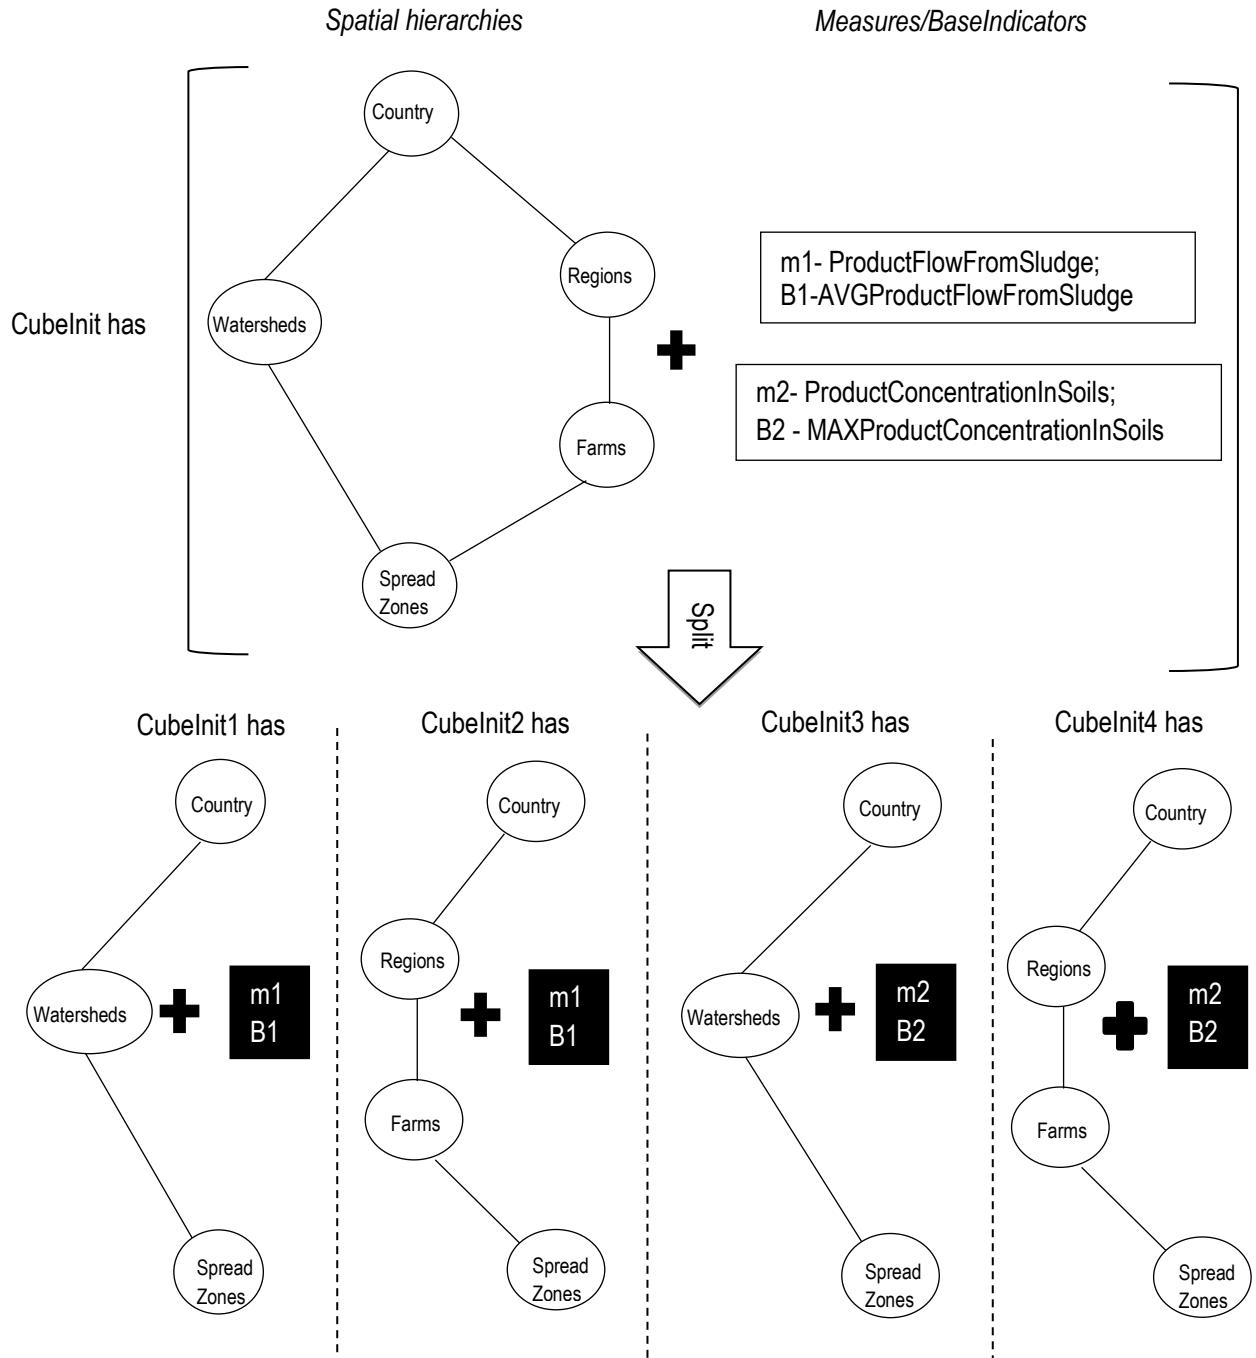 Spatial hierarchies
Measures/BaseIndicators
Country
Regions
m1- ProductFlowFromSludge;
B1-AVGProductFlowFromSludge
CubeInit has
Watersheds
m2- ProductConcentrationInSoils;
B2 - MAXProductConcentrationInSoils
Farms
Spread
Zones
Split
CubeInit1 has
Country
Watersheds
m1
B1
Spread
Zones
CubeInit2 has
Country
Regions
m1
B1
Farms
Spread
Zones
CubeInit3 has
Country
Watersheds
m2
B2
Spread
Zones
CubeInit4 has
Country
Regions
m2
B2
Farms
Spread
Zones